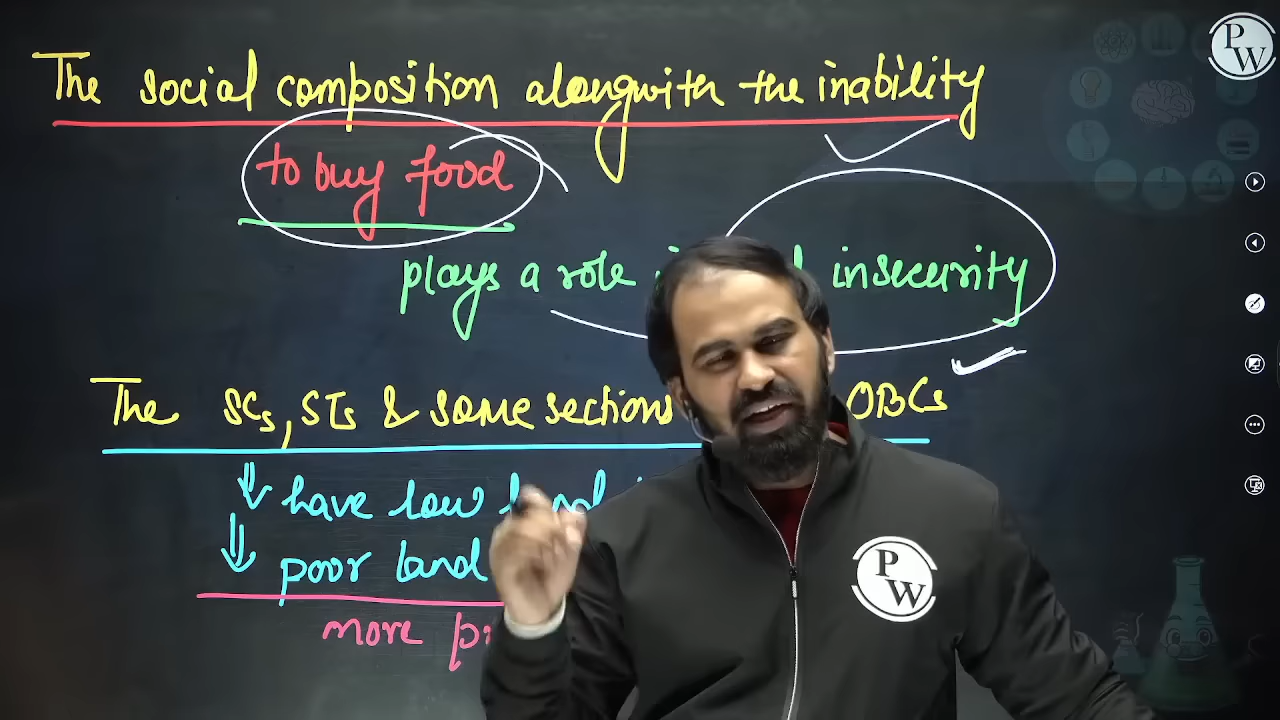 PW
The social composition alongwith the inability
to buy food
plays a role insecurity
The SCs, STs & some sections OBCs
have low
poor land
more
PW